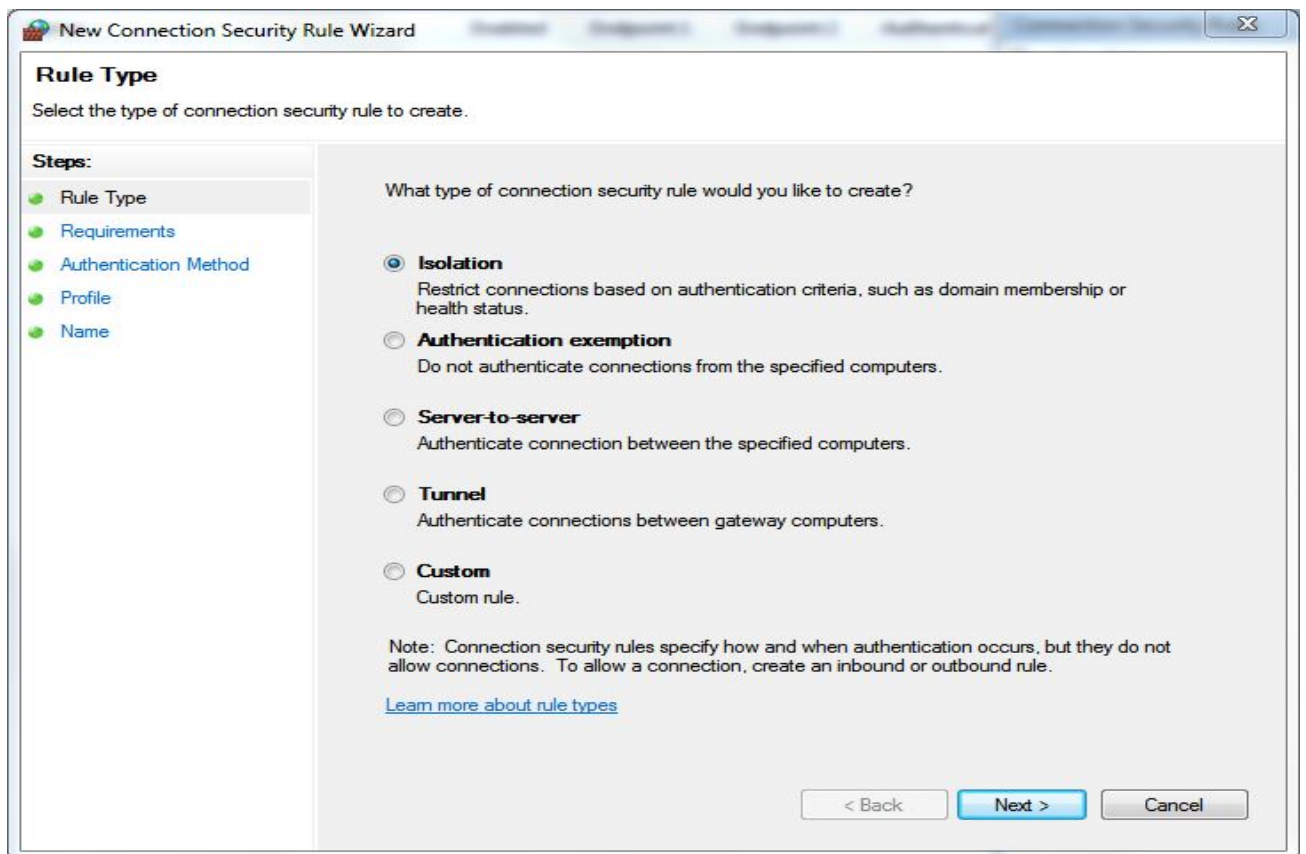 New Connection Security Rule Wizard
Rule Type
Select the type of connection security rule to create.
Steps:
Rule Type
Requirements
Authentication Method
Profile
Name
What type of connection security rule would you like to create?
Isolation
Restrict connections based on authentication criteria, such as domain membership or
health status.
Authentication exemption
Do not authenticate connections from the specified computers.
Server-to-server
Authenticate connection between the specified computers.
Tunnel
Authenticate connections between gateway computers.
Custom
Custom rule.
Note: Connection security rules specify how and when authentication occurs, but they do not
allow connections. To allow a connection, create an inbound or outbound rule.
Learn more about rule types
< Back Next > Cancel